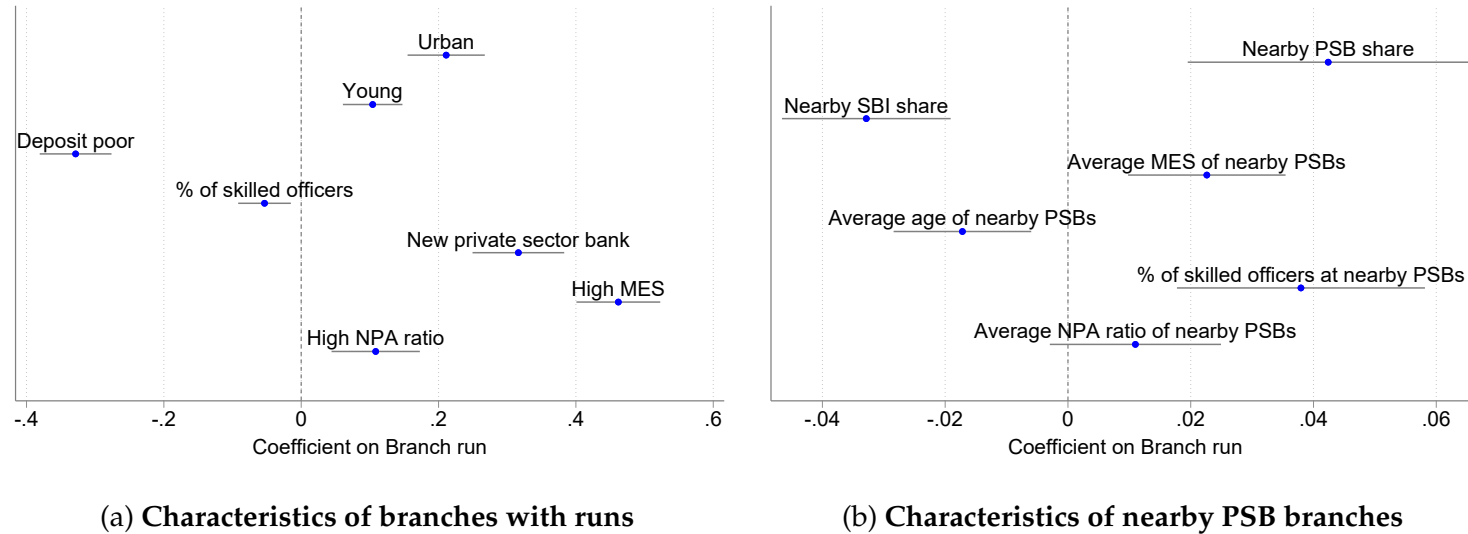 Urban
Young
Deposit poor
% of skilled officers
New private sector bank
High MES
High NPA ratio
-.4 -.2 0 .2 .4 .6
Coefficient on Branch run
(a) Characteristics of branches with runs
Nearby PSB share
Nearby SBI share
Average MES of nearby PSBs
Average age of nearby PSBs
% of skilled officers at nearby PSBs
Average NPA ratio of nearby PSBs
-.04 -.02 0 .02 .04 .06
Coefficient on Branch run
(b) Characteristics of nearby PSB branches